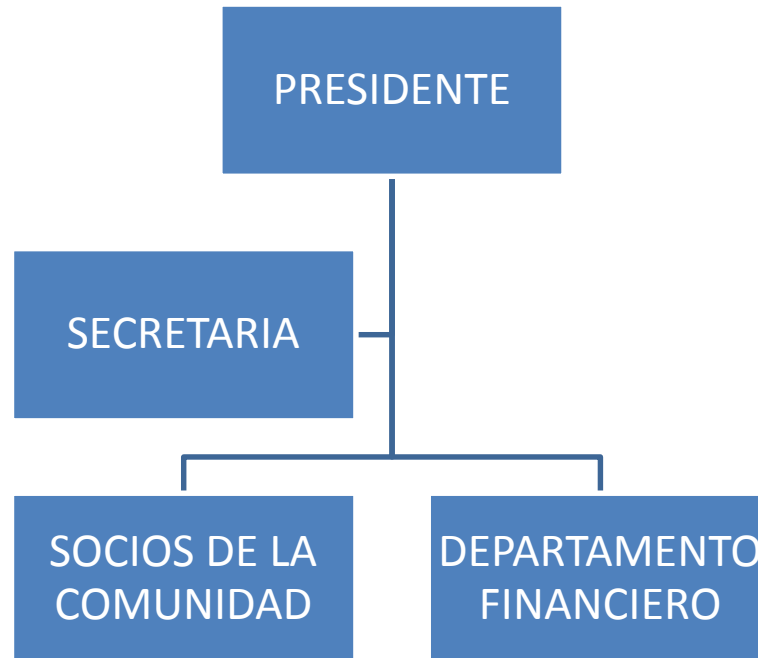 PRESIDENTE
SECRETARIA
SOCIOS DE LA
COMUNIDAD
DEPARTAMENTO
FINANCIERO